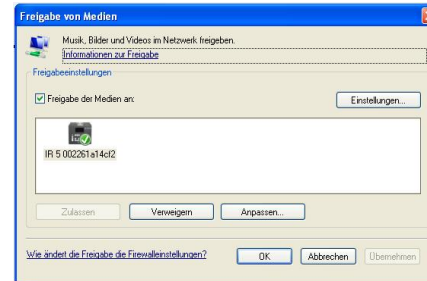 Freigabe von Medien
Musik, Bilder und Videos im Netzwerk freigeben.
Informationen zur Freigabe
Freigabeeinstellungen
Freigabe der Medien an:
Einstellungen...
IR 5 002261a14cf2
Zulassen
Verweigern
Anpassen...
Wie ändert die Freigabe die Firewalleinstellungen?
OK
Abbrechen
Übernehmen